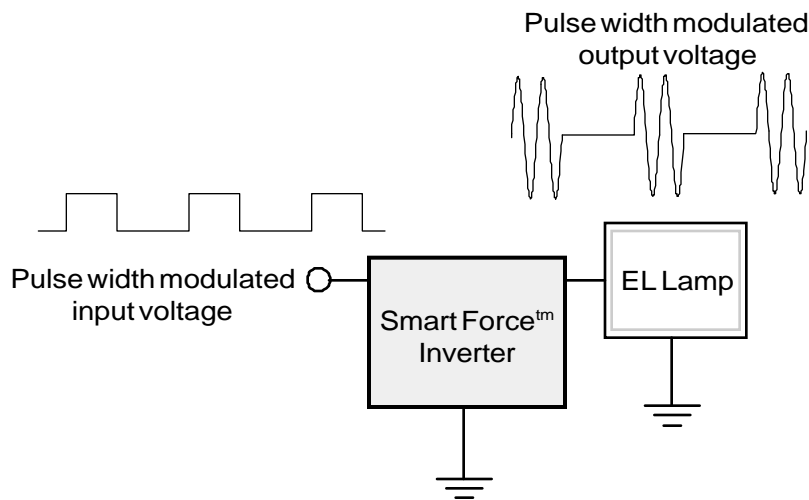 Pulse width modulated
output voltage
Pulse width modulated
input voltage
Smart Force™
Inverter
EL Lamp